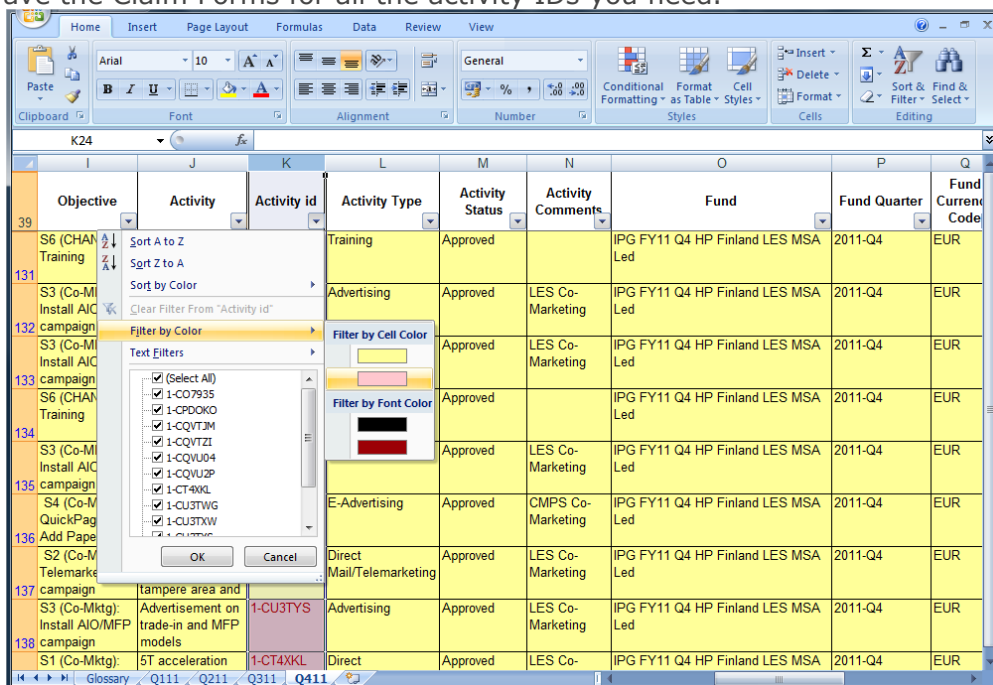 ave the Claim Forms for all the activity IDs you need.
Home Insert Page Layout Formulas Data Review View
Paste
Arial 10 A A
B I U A
General
% , .0 .00 .00 .0
Conditional Formatting Format as Table Cell Styles
Insert
Delete
Format
Σ
Sort & Filter Find & Select
Clipboard Font Alignment Number Styles Cells Editing
K24 fx
I J K L M N O P Q
39 Objective Activity Activity id Activity Type Activity Status Activity Comments Fund Fund Quarter Fund Currenc Code
131 S6 (CHAN Training Training Approved IPG FY11 Q4 HP Finland LES MSA Led 2011-Q4 EUR
132 S3 (Co-M Install AIO campaign Advertising Approved LES Co-Marketing IPG FY11 Q4 HP Finland LES MSA Led 2011-Q4 EUR
133 S3 (Co-M Install AIO campaign Approved LES Co-Marketing IPG FY11 Q4 HP Finland LES MSA Led 2011-Q4 EUR
134 S6 (CHAN Training Approved IPG FY11 Q4 HP Finland LES MSA Led 2011-Q4 EUR
135 S3 (Co-M Install AIO campaign Approved LES Co-Marketing IPG FY11 Q4 HP Finland LES MSA Led 2011-Q4 EUR
136 S4 (Co-M QuickPag Add Pape E-Advertising Approved CMPS Co-Marketing IPG FY11 Q4 HP Finland LES MSA Led 2011-Q4 EUR
137 S2 (Co-M Telemarke campaign tampere area and Direct Mail/Telemarketing Approved LES Co-Marketing IPG FY11 Q4 HP Finland LES MSA Led 2011-Q4 EUR
138 S3 (Co-Mktg): Install AIO/MFP campaign Advertisement on trade-in and MFP models 1-CU3TYS Advertising Approved LES Co-Marketing IPG FY11 Q4 HP Finland LES MSA Led 2011-Q4 EUR
S1 (Co-Mktg): 5T acceleration 1-CT4XKL Direct Approved LES Co- IPG FY11 Q4 HP Finland LES MSA 2011-Q4 EUR
Sort A to Z
Sort Z to A
Sort by Color
Clear Filter From "Activity id"
Filter by Color
Text Filters
(Select All)
1-CO7935
1-CPDOKO
1-CQVTJM
1-CQVTZI
1-CQVU04
1-CQVU2P
1-CT4XKL
1-CU3TWG
1-CU3TXW
OK Cancel
Filter by Cell Color
Filter by Font Color
Glossary Q111 Q211 Q311 Q411